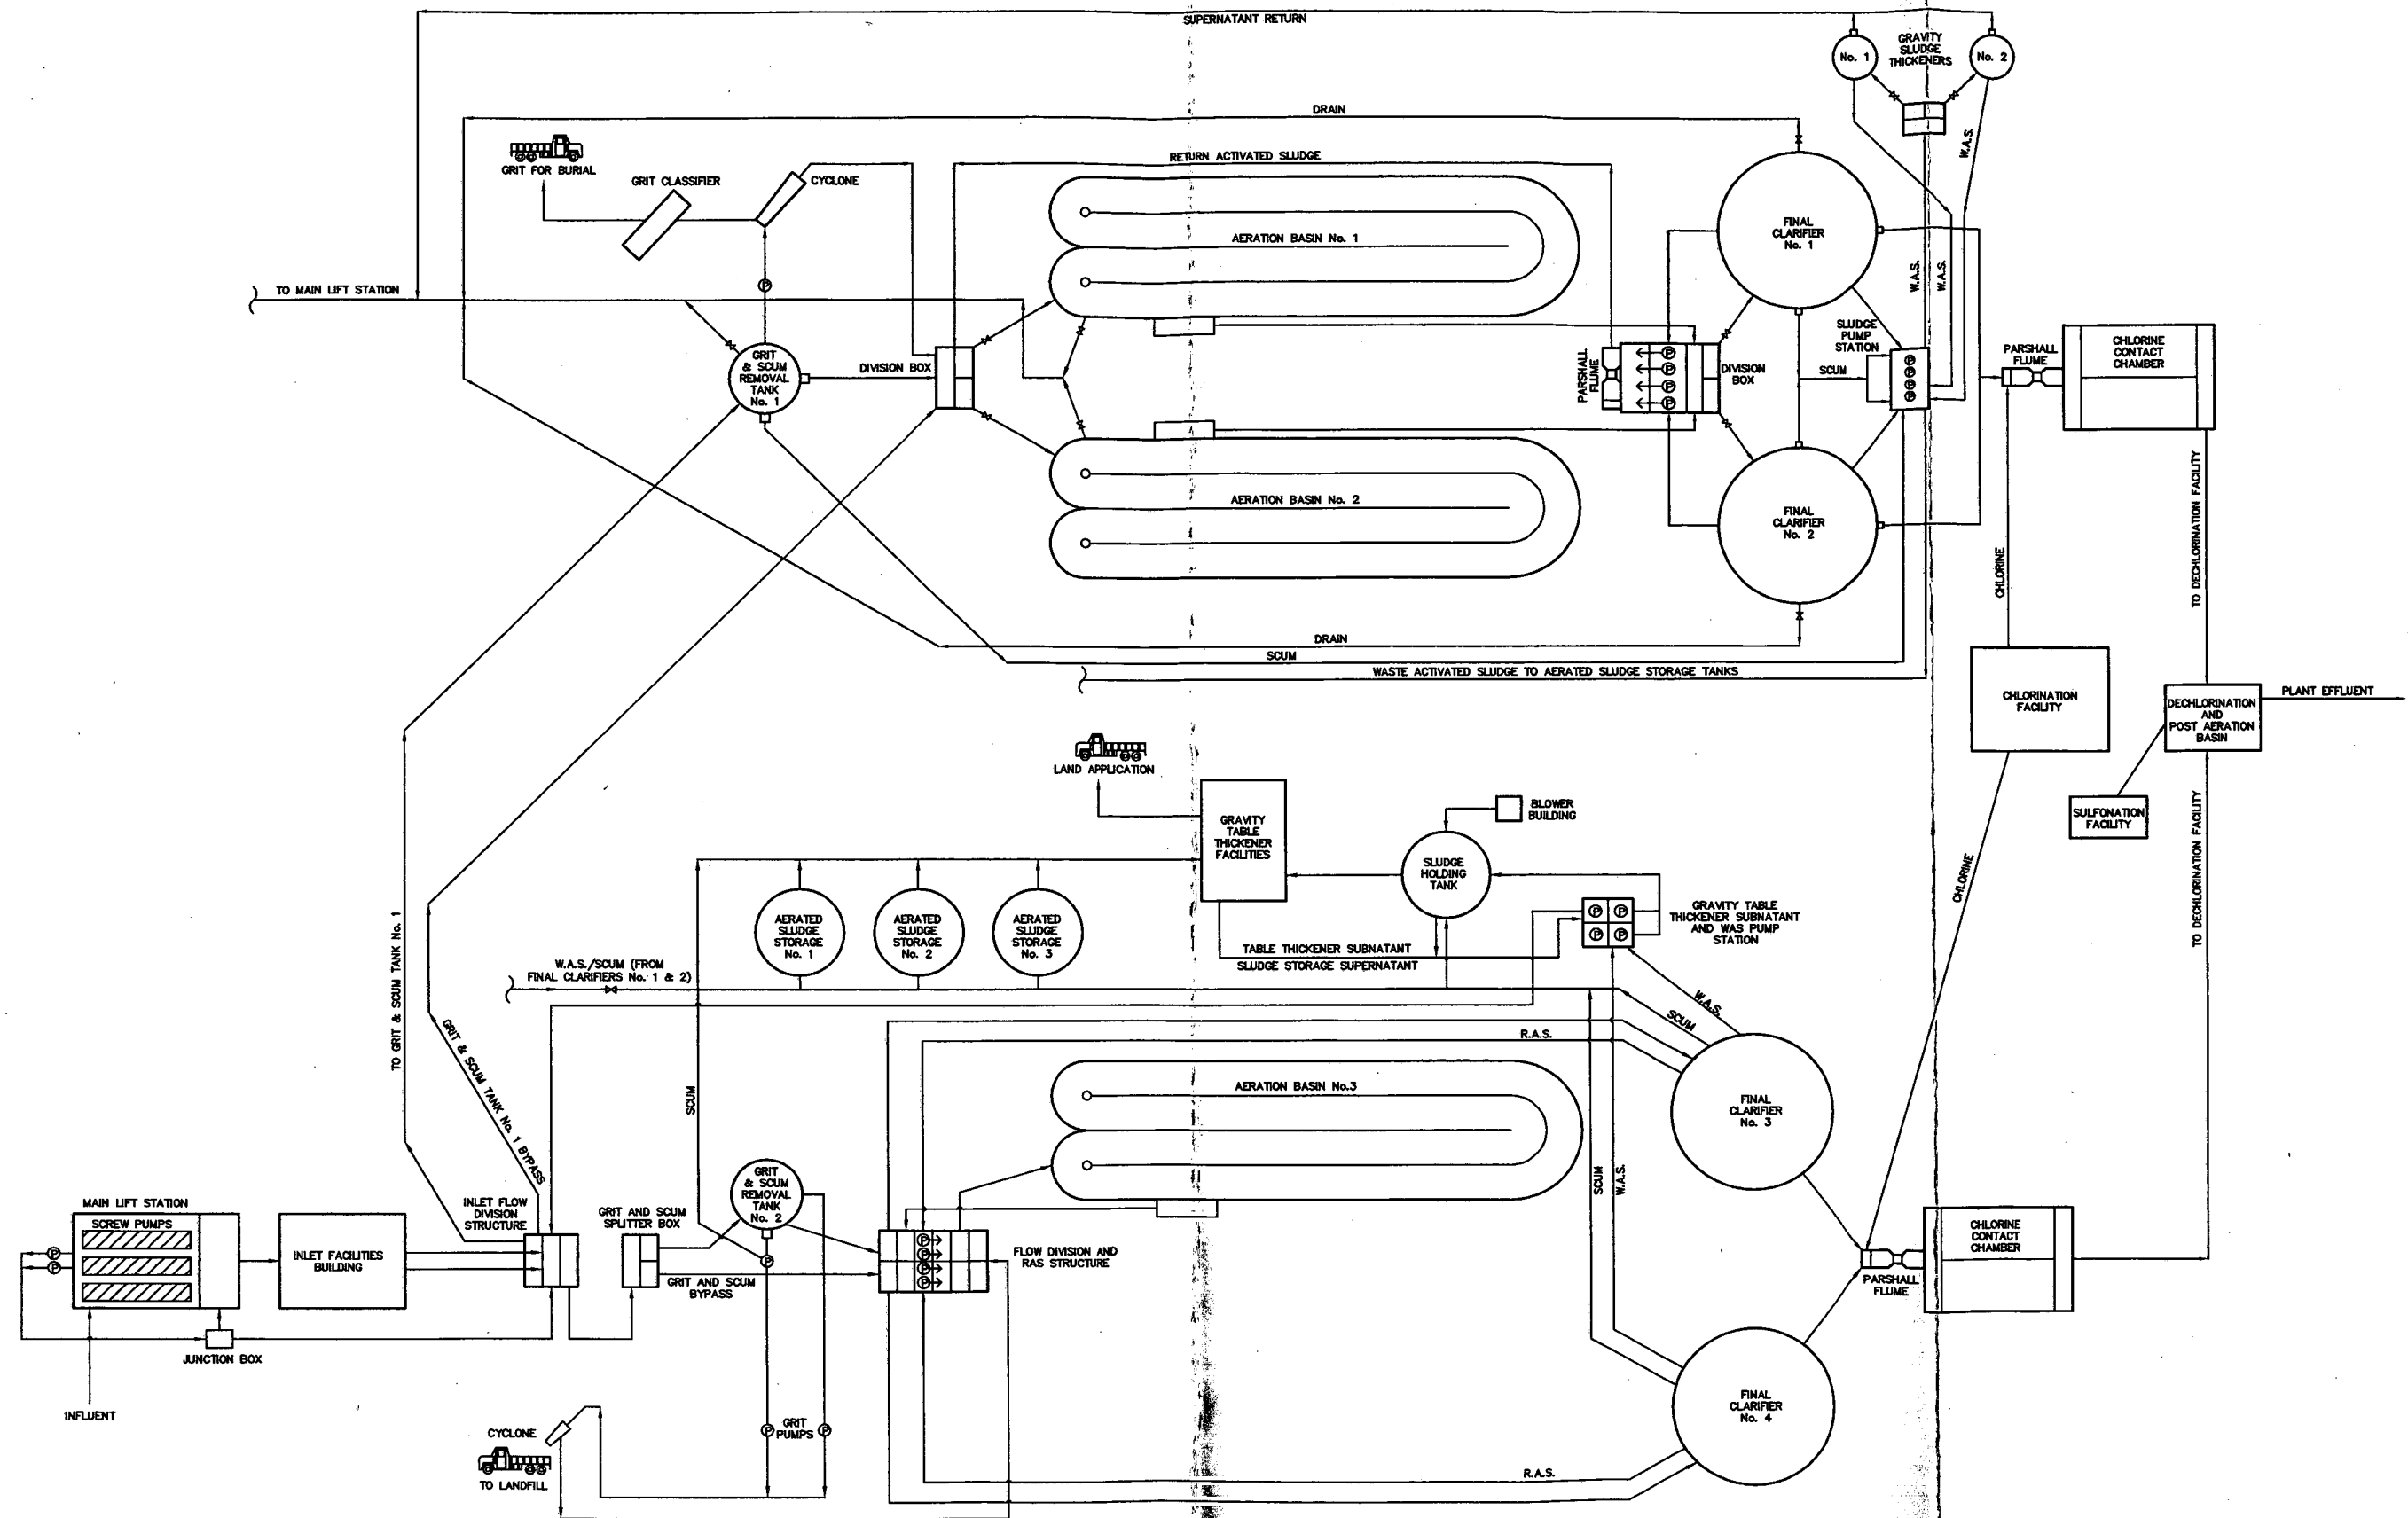 SUPERNATANT RETURN
No. 1
GRAVITY
SLUDGE
THICKENERS
No. 2
DRAIN
GRIT FOR BURIAL
GRIT CLASSIFIER
CYCLONE
RETURN ACTIVATED SLUDGE
W.A.S.
AERATION BASIN No. 1
FINAL
CLARIFIER
No. 1
W.A.S.
W.A.S.
TO MAIN LIFT STATION
GRIT
& SCUM
REMOVAL
TANK
No. 1
DIVISION BOX
PARSHALL
FLUME
P
P
P
P
P
DIVISION
BOX
SCUM
SLUDGE
PUMP
STATION
P
P
P
P
PARSHALL
FLUME
CHLORINE
CONTACT
CHAMBER
AERATION BASIN No. 2
FINAL
CLARIFIER
No. 2
CHLORINE
TO DECHLORINATION FACILITY
DRAIN
SCUM
WASTE ACTIVATED SLUDGE TO AERATED SLUDGE STORAGE TANKS
CHLORINATION
FACILITY
DECHLORINATION
AND
POST AERATION
BASIN
PLANT EFFLUENT
SULFONATION
FACILITY
LAND APPLICATION
GRAVITY
TABLE
THICKENER
FACILITIES
BLOWER
BUILDING
SLUDGE
HOLDING
TANK
CHLORINE
TO DECHLORINATION FACILITY
AERATED
SLUDGE
STORAGE
No. 1
AERATED
SLUDGE
STORAGE
No. 2
AERATED
SLUDGE
STORAGE
No. 3
TABLE THICKENER SUBNATANT
SLUDGE STORAGE SUPERNATANT
P
P
P
P
GRAVITY TABLE
THICKENER SUBNATANT
AND WAS PUMP
STATION
W.A.S./SCUM (FROM
FINAL CLARIFIERS No. 1 & 2)
TO GRIT & SCUM TANK No. 1
GRIT & SCUM TANK No. 1 BYPASS
SCUM
W.A.S.
SCUM
R.A.S.
AERATION BASIN No.3
FINAL
CLARIFIER
No. 3
SCUM
W.A.S.
MAIN LIFT STATION
SCREW PUMPS
P
P
INLET FACILITIES
BUILDING
INLET FLOW
DIVISION
STRUCTURE
GRIT AND SCUM
SPLITTER BOX
GRIT
& SCUM
REMOVAL
TANK
No. 2
P
GRIT AND SCUM
BYPASS
P
P
P
P
FLOW DIVISION AND
RAS STRUCTURE
PARSHALL
FLUME
CHLORINE
CONTACT
CHAMBER
JUNCTION BOX
INFLUENT
CYCLONE
TO LANDFILL
P
GRIT
PUMPS
P
FINAL
CLARIFIER
No. 4
R.A.S.